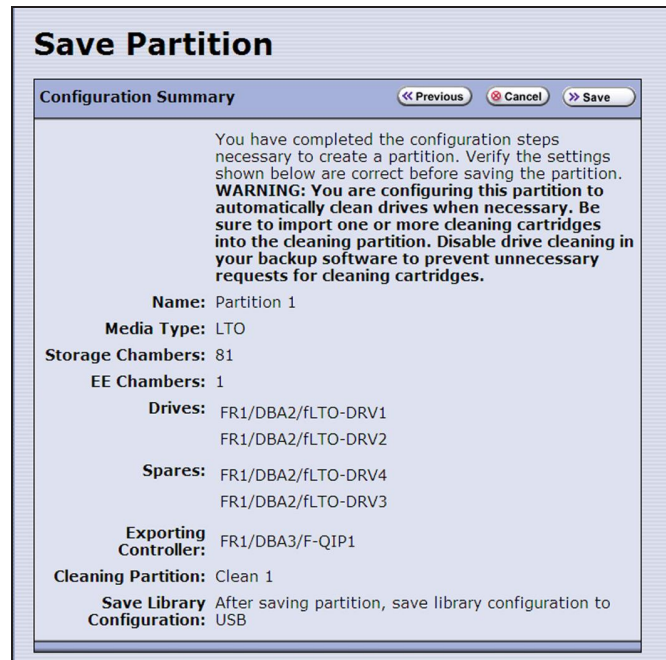 Save Partition
Configuration Summary
Previous
Cancel
Save
You have completed the configuration steps
necessary to create a partition. Verify the settings
shown below are correct before saving the partition.
WARNING: You are configuring this partition to
automatically clean drives when necessary. Be
sure to import one or more cleaning cartridges
into the cleaning partition. Disable drive cleaning in
your backup software to prevent unnecessary
requests for cleaning cartridges.
Name: Partition 1
Media Type: LTO
Storage Chambers: 81
EE Chambers: 1
Drives: FR1/DBA2/fLTO-DRV1
FR1/DBA2/fLTO-DRV2
Spares: FR1/DBA2/fLTO-DRV4
FR1/DBA2/fLTO-DRV3
Exporting
Controller: FR1/DBA3/F-QIP1
Cleaning Partition: Clean 1
Save Library After saving partition, save library configuration to
Configuration: USB